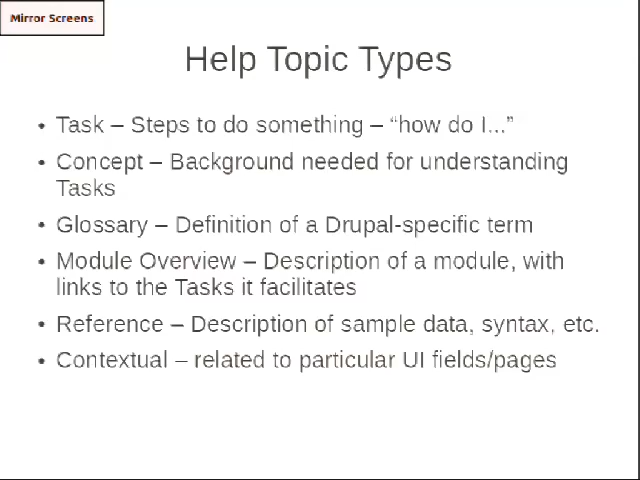 Mirror Screens
Help Topic Types
• Task – Steps to do something – “how do I...”
• Concept – Background needed for understanding
Tasks
• Glossary – Definition of a Drupal-specific term
• Module Overview – Description of a module, with
links to the Tasks it facilitates
• Reference – Description of sample data, syntax, etc.
• Contextual – related to particular UI fields/pages